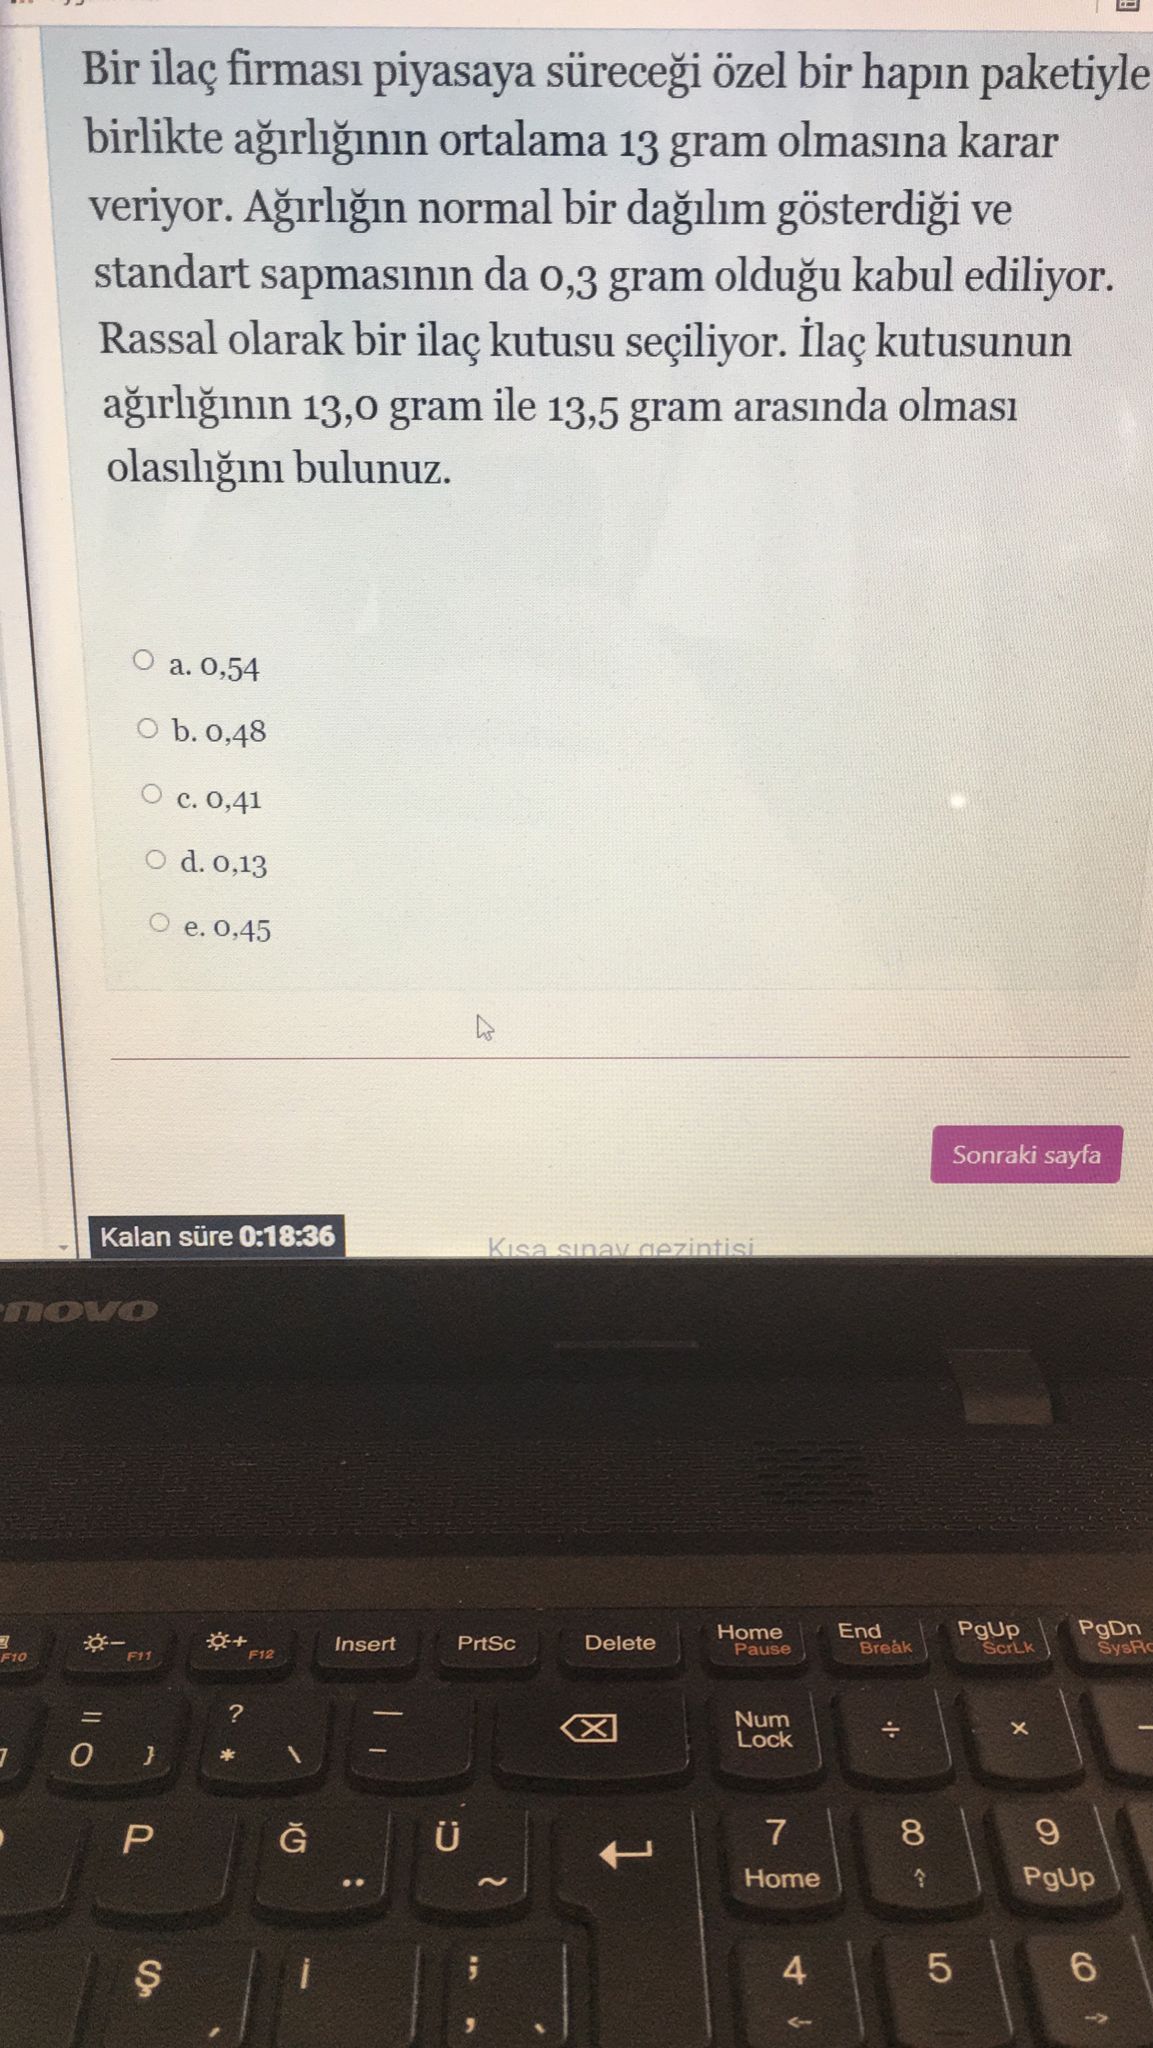 Bir ilaç firması piyasaya süreceği özel bir hapın paketiyle
birlikte ağırlığının ortalama 13 gram olmasına karar
veriyor. Ağırlığın normal bir dağılım gösterdiği ve
standart sapmasının da 0,3 gram olduğu kabul ediliyor.
Rassal olarak bir ilaç kutusu seçiliyor. İlaç kutusunun
ağırlığının 13,0 gram ile 13,5 gram arasında olması
olasılığını bulunuz.
a. 0,54
b. 0,48
c. 0,41
d. 0,13
e. 0,45
Sonraki sayfa
Kalan süre 0:18:36
Kısa sınav gezintisi
novo
F10 F11 F12 Insert PrtSc Delete Home Pause End Break PgUp ScrLk PgDn
= 0 } ? * \ — - Num Lock ÷ × -
P Ğ ¨ Ü ~ 7 Home 8 9 PgUp
Ş İ ; , 4 5 6